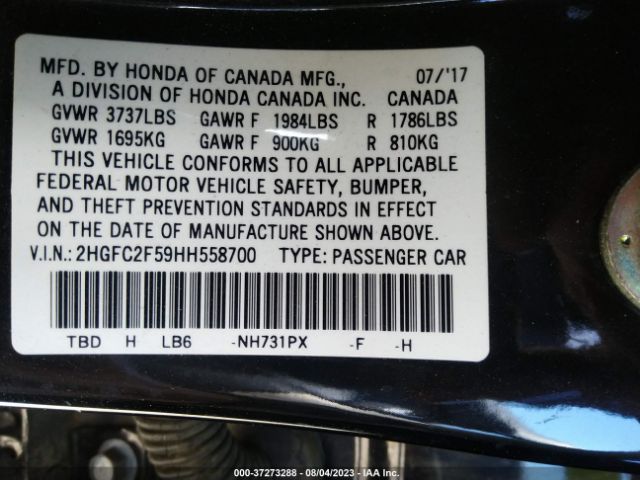 MFD. BY HONDA OF CANADA MFG., 07/'17
A DIVISION OF HONDA CANADA INC. CANADA
GVWR 3737LBS GAWR F 1984LBS R 1786LBS
GVWR 1695KG GAWR F 900KG R 810KG
THIS VEHICLE CONFORMS TO ALL APPLICABLE
FEDERAL MOTOR VEHICLE SAFETY, BUMPER,
AND THEFT PREVENTION STANDARDS IN EFFECT
ON THE DATE OF MANUFACTURE SHOWN ABOVE.
V.I.N.: 2HGFC2F59HH558700 TYPE: PASSENGER CAR
TBD H LB6 -NH731PX -F -H
000-37273288 - 08/04/2023 - IAA Inc.